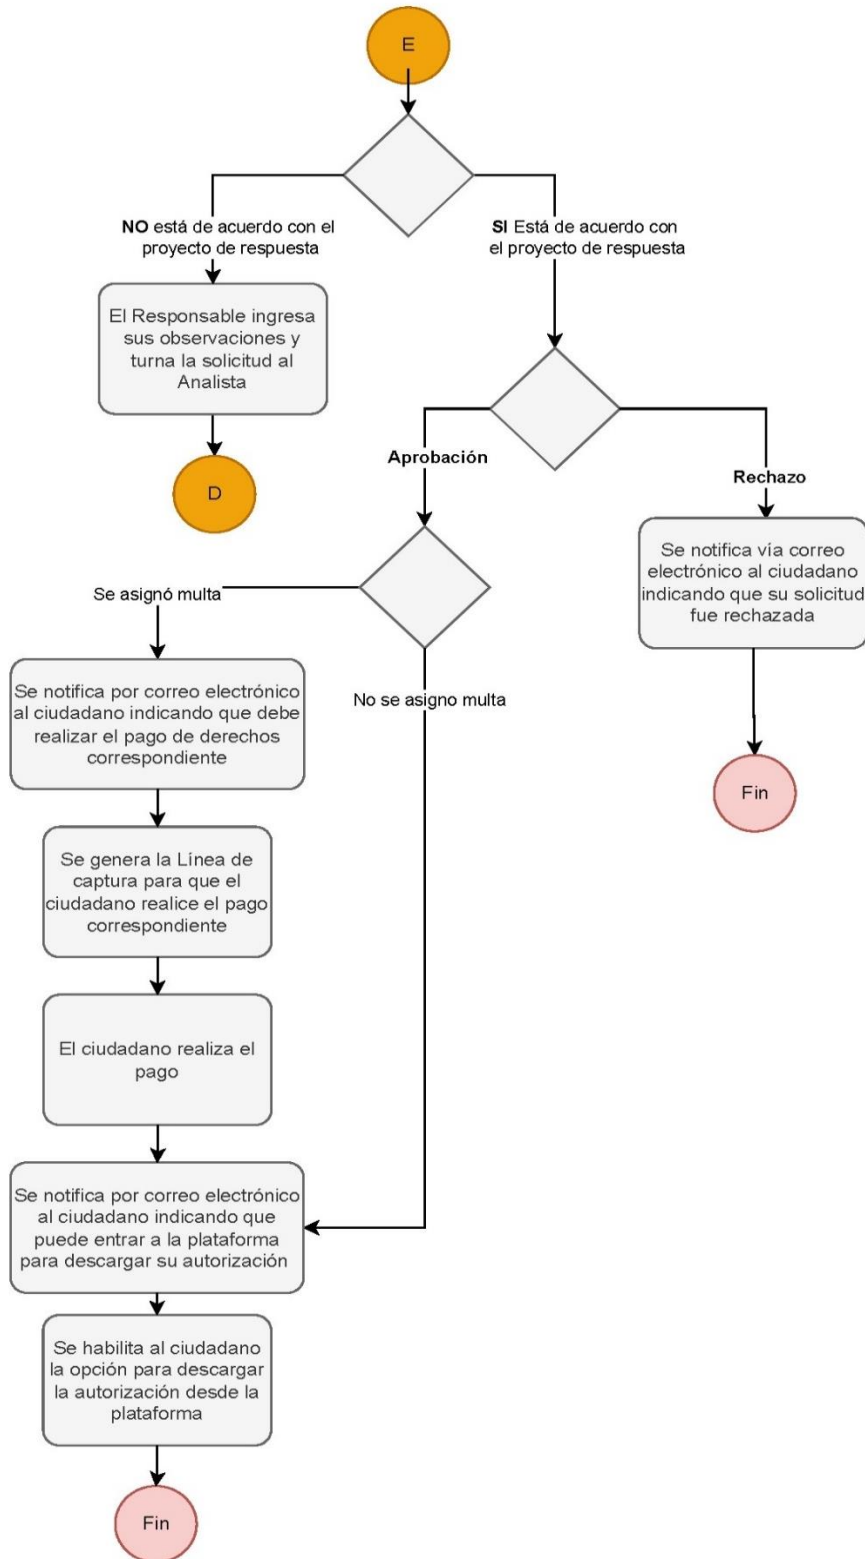 E
NO está de acuerdo con el
proyecto de respuesta
SI Está de acuerdo con
el proyecto de respuesta
El Responsable ingresa
sus observaciones y
turna la solicitud al
Analista
D
Aprobación
Rechazo
Se notifica vía correo
electrónico al ciudadano
indicando que su solicitud
fue rechazada
Fin
Se asignó multa
No se asigno multa
Se notifica por correo electrónico
al ciudadano indicando que debe
realizar el pago de derechos
correspondiente
Se genera la Línea de
captura para que el
ciudadano realice el pago
correspondiente
El ciudadano realiza el
pago
Se notifica por correo electrónico
al ciudadano indicando que
puede entrar a la plataforma
para descargar su autorización
Se habilita al ciudadano
la opción para descargar
la autorización desde la
plataforma
Fin